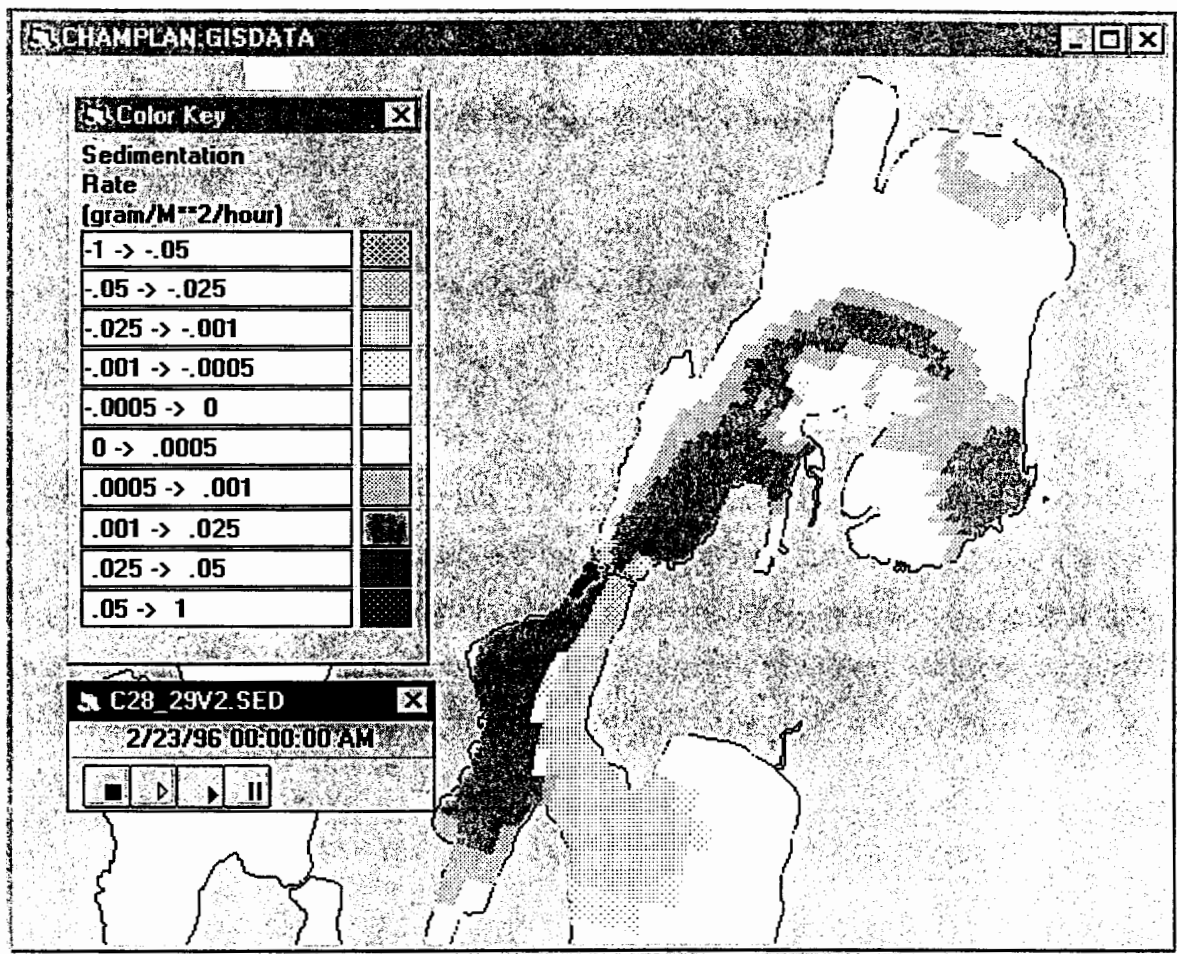 CHAMPLAN:GISDATA
Color Key
Sedimentation
Rate
(gram/M**2/hour)
-1 -> -.05
-.05 -> -.025
-.025 -> -.001
-.001 -> -.0005
-.0005 -> 0
0 -> .0005
.0005 -> .001
.001 -> .025
.025 -> .05
.05 -> 1
C28_29V2.SED
2/23/96 00:00:00 AM